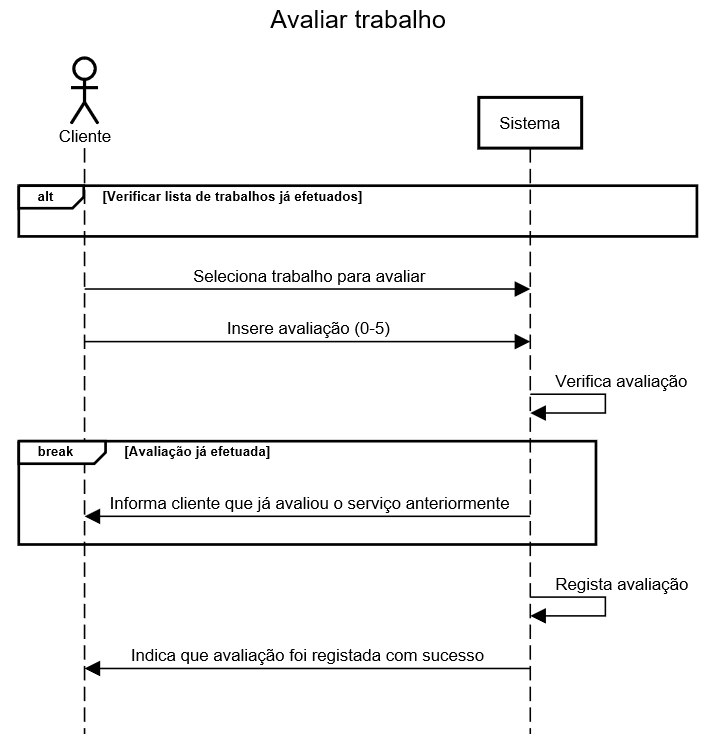 Avaliar trabalho
Cliente
Sistema
alt [Verificar lista de trabalhos já efetuados]
Seleciona trabalho para avaliar
Insere avaliação (0-5)
Verifica avaliação
break [Avaliação já efetuada]
Informa cliente que já avaliou o serviço anteriormente
Regista avaliação
Indica que avaliação foi registada com sucesso